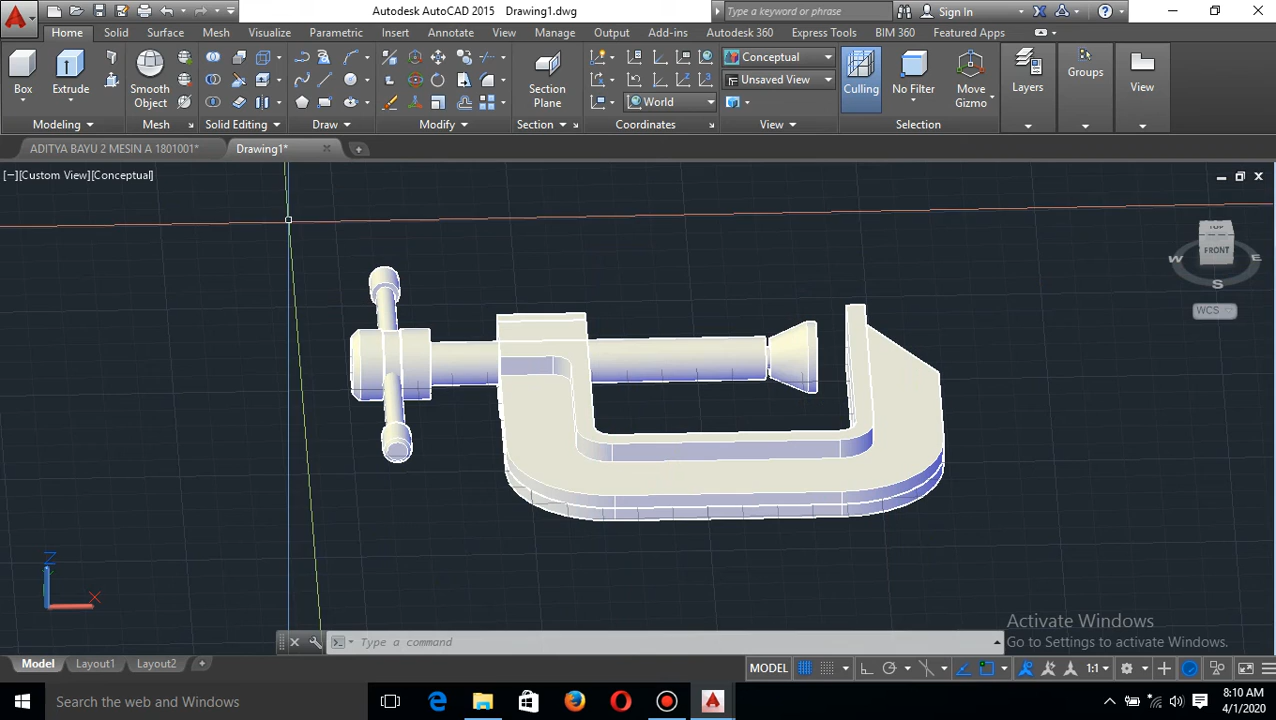 Autodesk AutoCAD 2015 Drawing1.dwg
Type a keyword or phrase
Sign In
Home Solid Surface Mesh Visualize Parametric Insert Annotate View Manage Output Add-ins Autodesk 360 Express Tools BIM 360 Featured Apps
Box
Extrude
Smooth Object
Section Plane
World
Conceptual
Unsaved View
Culling
No Filter
Move Gizmo
Layers
Groups
View
Modeling
Mesh
Solid Editing
Draw
Modify
Section
Coordinates
View
Selection
ADITYA BAYU 2 MESIN A 1801001*
Drawing1*
[−][Custom View][Conceptual]
TOP
FRONT
W
E
S
WCS
Z
X
Activate Windows
Go to Settings to activate Windows.
Type a command
Model Layout1 Layout2
MODEL
1:1
Search the web and Windows
8:10 AM
4/1/2020